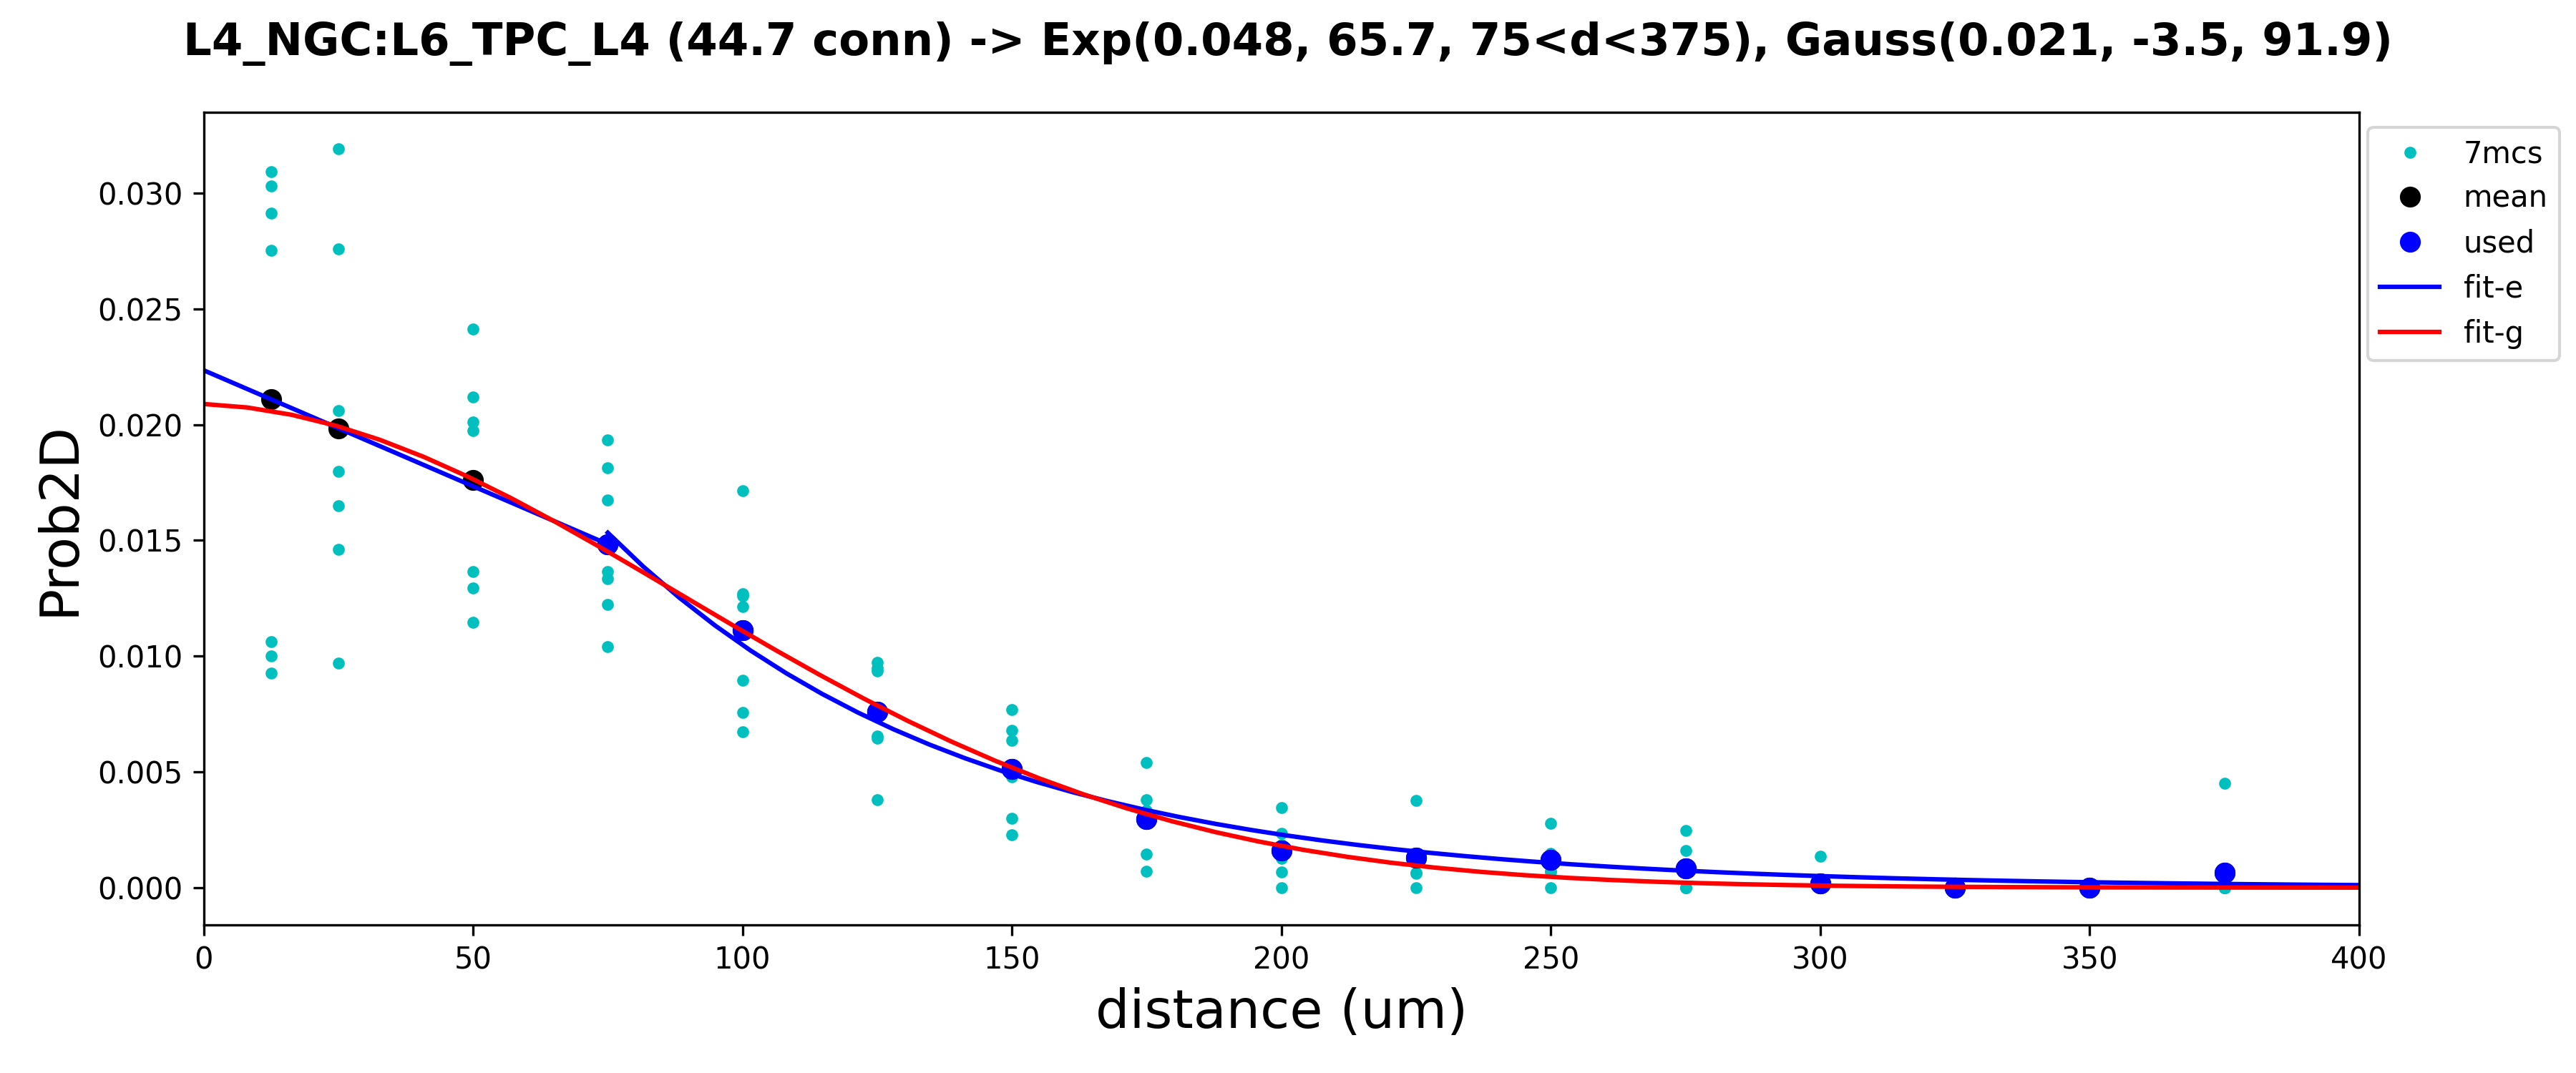 L4_NGC:L6_TPC_L4 (44.7 conn) -> Exp(0.048, 65.7, 75<d<375), Gauss(0.021, -3.5, 91.9)
7mcs
mean
used
fit-e
fit-g
Prob2D
0.030
0.025
0.020
0.015
0.010
0.005
0.000
0 50 100 150 200 250 300 350 400
distance (um)